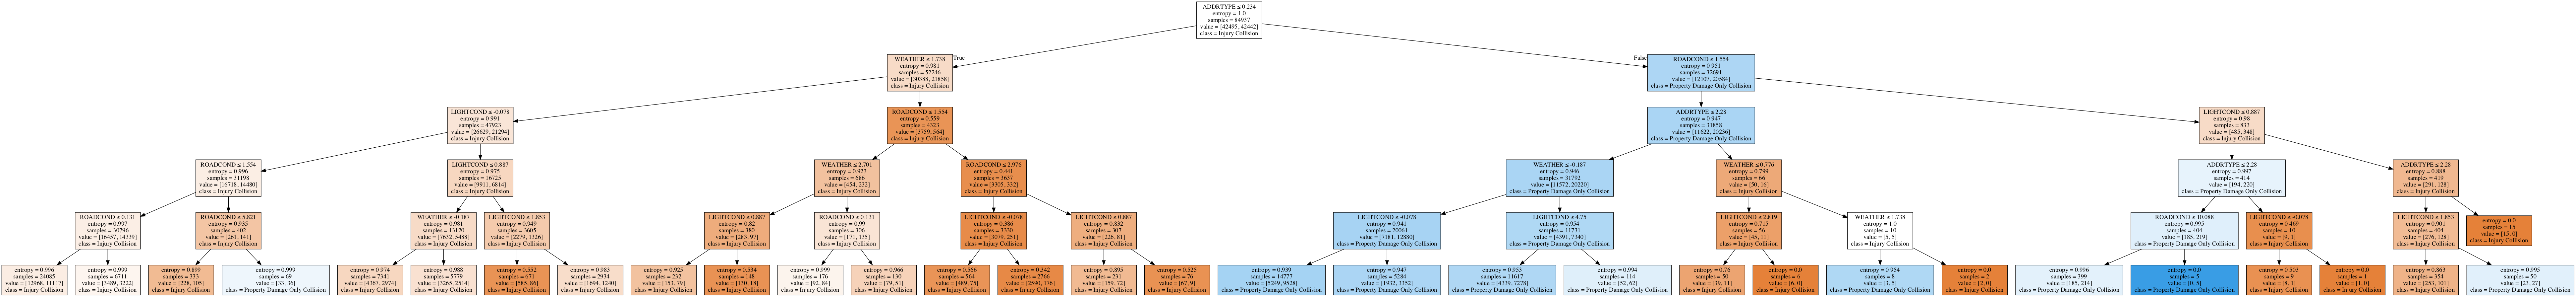 ADDRTYPE ≤ 0.234
entropy = 1.0
samples = 84937
value = [42495, 42442]
class = Injury Collision
True
False
WEATHER ≤ 1.738
entropy = 0.981
samples = 52246
value = [30388, 21858]
class = Injury Collision
ROADCOND ≤ 1.554
entropy = 0.951
samples = 32691
value = [12107, 20584]
class = Property Damage Only Collision
LIGHTCOND ≤ -0.078
entropy = 0.991
samples = 47923
value = [26629, 21294]
class = Injury Collision
ROADCOND ≤ 1.554
entropy = 0.559
samples = 4323
value = [3759, 564]
class = Injury Collision
ADDRTYPE ≤ 2.28
entropy = 0.947
samples = 31858
value = [11622, 20236]
class = Property Damage Only Collision
LIGHTCOND ≤ 0.887
entropy = 0.98
samples = 833
value = [485, 348]
class = Injury Collision
ROADCOND ≤ 1.554
entropy = 0.996
samples = 31198
value = [16718, 14480]
class = Injury Collision
LIGHTCOND ≤ 0.887
entropy = 0.975
samples = 16725
value = [9911, 6814]
class = Injury Collision
WEATHER ≤ 2.701
entropy = 0.923
samples = 686
value = [454, 232]
class = Injury Collision
ROADCOND ≤ 2.976
entropy = 0.441
samples = 3637
value = [3305, 332]
class = Injury Collision
WEATHER ≤ -0.187
entropy = 0.946
samples = 31792
value = [11572, 20220]
class = Property Damage Only Collision
WEATHER ≤ 0.776
entropy = 0.799
samples = 66
value = [50, 16]
class = Injury Collision
ADDRTYPE ≤ 2.28
entropy = 0.997
samples = 414
value = [194, 220]
class = Property Damage Only Collision
ADDRTYPE ≤ 2.28
entropy = 0.888
samples = 419
value = [291, 128]
class = Injury Collision
ROADCOND ≤ 0.131
entropy = 0.997
samples = 30796
value = [16457, 14339]
class = Injury Collision
ROADCOND ≤ 5.821
entropy = 0.935
samples = 402
value = [261, 141]
class = Injury Collision
WEATHER ≤ -0.187
entropy = 0.981
samples = 13120
value = [7632, 5488]
class = Injury Collision
LIGHTCOND ≤ 1.853
entropy = 0.949
samples = 3605
value = [2279, 1326]
class = Injury Collision
LIGHTCOND ≤ 0.887
entropy = 0.82
samples = 380
value = [283, 97]
class = Injury Collision
ROADCOND ≤ 0.131
entropy = 0.99
samples = 306
value = [171, 135]
class = Injury Collision
LIGHTCOND ≤ -0.078
entropy = 0.386
samples = 3330
value = [3079, 251]
class = Injury Collision
LIGHTCOND ≤ 0.887
entropy = 0.832
samples = 307
value = [226, 81]
class = Injury Collision
LIGHTCOND ≤ -0.078
entropy = 0.941
samples = 20061
value = [7181, 12880]
class = Property Damage Only Collision
LIGHTCOND ≤ 4.75
entropy = 0.954
samples = 11731
value = [4391, 7340]
class = Property Damage Only Collision
LIGHTCOND ≤ 2.819
entropy = 0.715
samples = 56
value = [45, 11]
class = Injury Collision
WEATHER ≤ 1.738
entropy = 1.0
samples = 10
value = [5, 5]
class = Injury Collision
ROADCOND ≤ 10.088
entropy = 0.995
samples = 404
value = [185, 219]
class = Property Damage Only Collision
LIGHTCOND ≤ -0.078
entropy = 0.469
samples = 10
value = [9, 1]
class = Injury Collision
LIGHTCOND ≤ 1.853
entropy = 0.901
samples = 404
value = [276, 128]
class = Injury Collision
entropy = 0.0
samples = 15
value = [15, 0]
class = Injury Collision
entropy = 0.996
samples = 24085
value = [12968, 11117]
class = Injury Collision
entropy = 0.999
samples = 6711
value = [3489, 3222]
class = Injury Collision
entropy = 0.899
samples = 333
value = [228, 105]
class = Injury Collision
entropy = 0.999
samples = 69
value = [33, 36]
class = Property Damage Only Collision
entropy = 0.974
samples = 7341
value = [4367, 2974]
class = Injury Collision
entropy = 0.988
samples = 5779
value = [3265, 2514]
class = Injury Collision
entropy = 0.552
samples = 671
value = [585, 86]
class = Injury Collision
entropy = 0.983
samples = 2934
value = [1694, 1240]
class = Injury Collision
entropy = 0.925
samples = 232
value = [153, 79]
class = Injury Collision
entropy = 0.534
samples = 148
value = [130, 18]
class = Injury Collision
entropy = 0.999
samples = 176
value = [92, 84]
class = Injury Collision
entropy = 0.966
samples = 130
value = [79, 51]
class = Injury Collision
entropy = 0.566
samples = 564
value = [489, 75]
class = Injury Collision
entropy = 0.342
samples = 2766
value = [2590, 176]
class = Injury Collision
entropy = 0.895
samples = 231
value = [159, 72]
class = Injury Collision
entropy = 0.525
samples = 76
value = [67, 9]
class = Injury Collision
entropy = 0.939
samples = 14777
value = [5249, 9528]
class = Property Damage Only Collision
entropy = 0.947
samples = 5284
value = [1932, 3352]
class = Property Damage Only Collision
entropy = 0.953
samples = 11617
value = [4339, 7278]
class = Property Damage Only Collision
entropy = 0.994
samples = 114
value = [52, 62]
class = Property Damage Only Collision
entropy = 0.76
samples = 50
value = [39, 11]
class = Injury Collision
entropy = 0.0
samples = 6
value = [6, 0]
class = Injury Collision
entropy = 0.954
samples = 8
value = [3, 5]
class = Property Damage Only Collision
entropy = 0.0
samples = 2
value = [2, 0]
class = Injury Collision
entropy = 0.996
samples = 399
value = [185, 214]
class = Property Damage Only Collision
entropy = 0.0
samples = 5
value = [0, 5]
class = Property Damage Only Collision
entropy = 0.503
samples = 9
value = [8, 1]
class = Injury Collision
entropy = 0.0
samples = 1
value = [1, 0]
class = Injury Collision
entropy = 0.863
samples = 354
value = [253, 101]
class = Injury Collision
entropy = 0.995
samples = 50
value = [23, 27]
class = Property Damage Only Collision